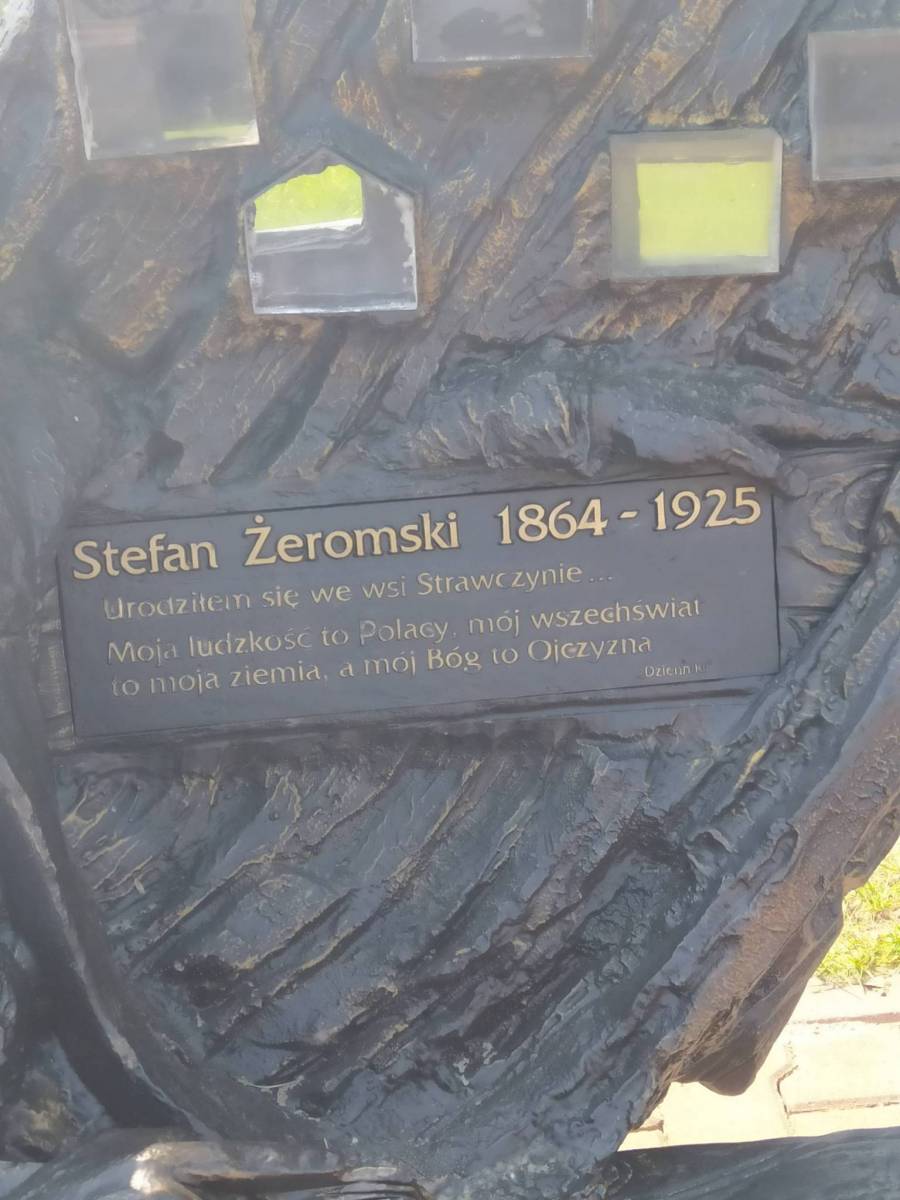 Stefan Żeromski 1864 - 1925
Urodziłem się we wsi Strawczynie...
Moja ludzkość to Polacy, mój wszechświat
to moja ziemia, a mój Bóg to Ojczyzna